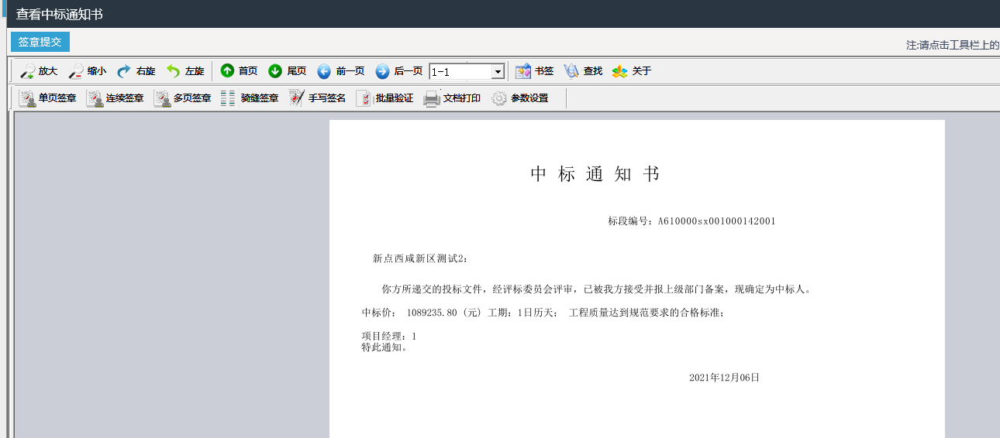 查看中标通知书
签章提交
注:请点击工具栏上的
放大 缩小 右旋 左旋 首页 尾页 前一页 后一页 1-1 书签 查找 关于
单页签章 连续签章 多页签章 骑缝签章 手写签名 批量验证 文档打印 参数设置
中 标 通 知 书
标段编号: A610000sx001000142001
新点西咸新区测试2:
你方所递交的投标文件，经评标委员会评审，已被我方接受并报上级部门备案，现确定为中标人。
中标价： 1089235.80 (元) 工期: 1日历天； 工程质量达到规范要求的合格标准；
项目经理: 1
特此通知。
2021年12月06日